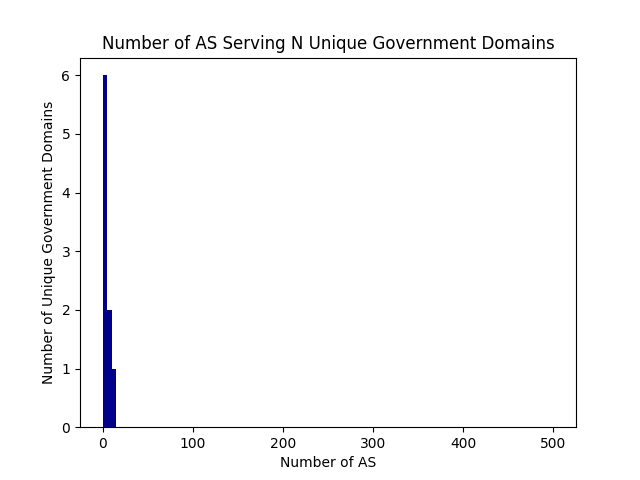 Number of AS Serving N Unique Government Domains
Number of Unique Government Domains
6
5
4
3
2
1
0
0 100 200 300 400 500
Number of AS